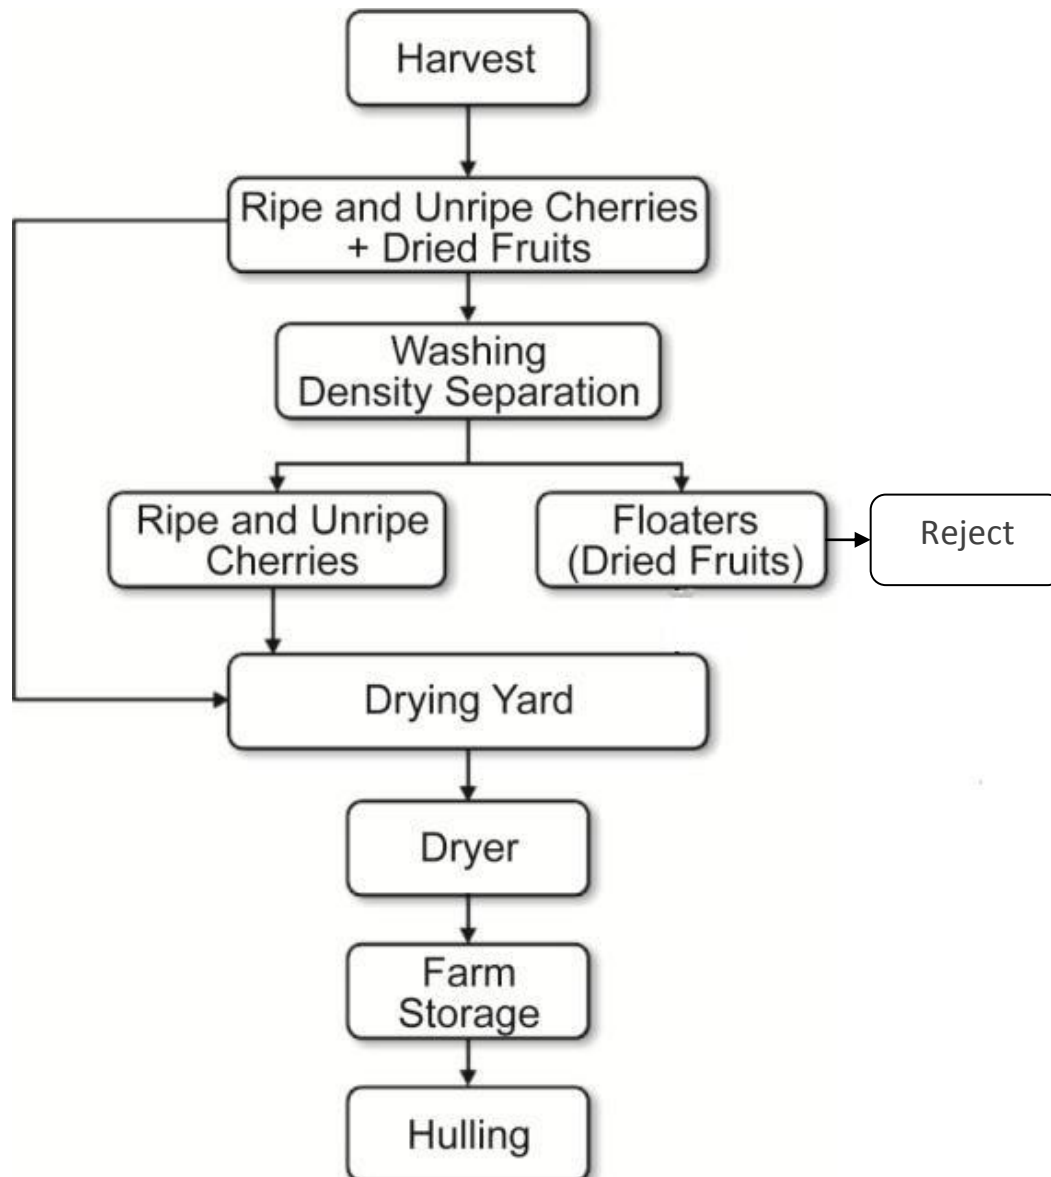 Harvest
Ripe and Unripe Cherries
+ Dried Fruits
Washing
Density Separation
Ripe and Unripe
Cherries
Floaters
(Dried Fruits)
Reject
Drying Yard
Dryer
Farm
Storage
Hulling